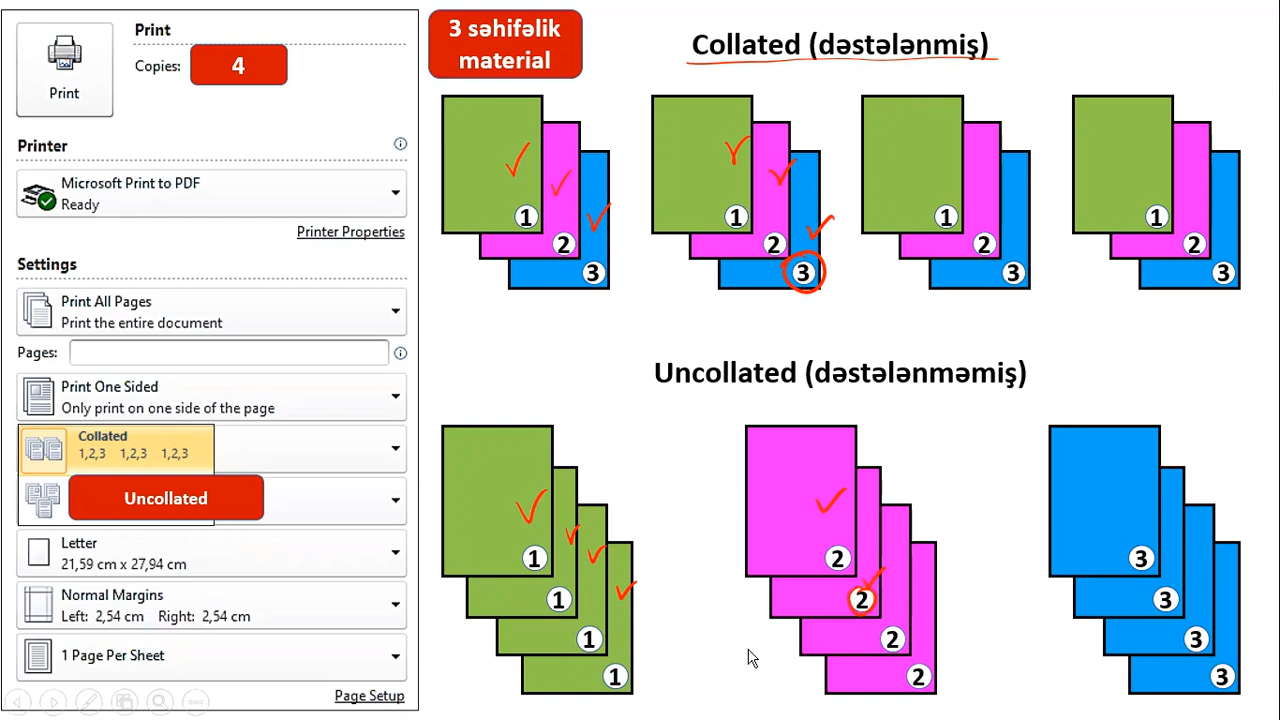 Print
Copies: 4
Print
Printer
Microsoft Print to PDF
Ready
Printer Properties
Settings
Print All Pages
Print the entire document
Pages:
Print One Sided
Only print on one side of the page
Collated
1,2,3 1,2,3 1,2,3
Uncollated
Letter
21,59 cm x 27,94 cm
Normal Margins
Left: 2,54 cm Right: 2,54 cm
1 Page Per Sheet
Page Setup
3 səhifəlik
material
Collated (dəstələnmiş)
1 1 1 1
2 2 2 2
3 3 3 3
Uncollated (dəstələnməmiş)
1 2 3
1 2 3
1 2 3
1 2 3